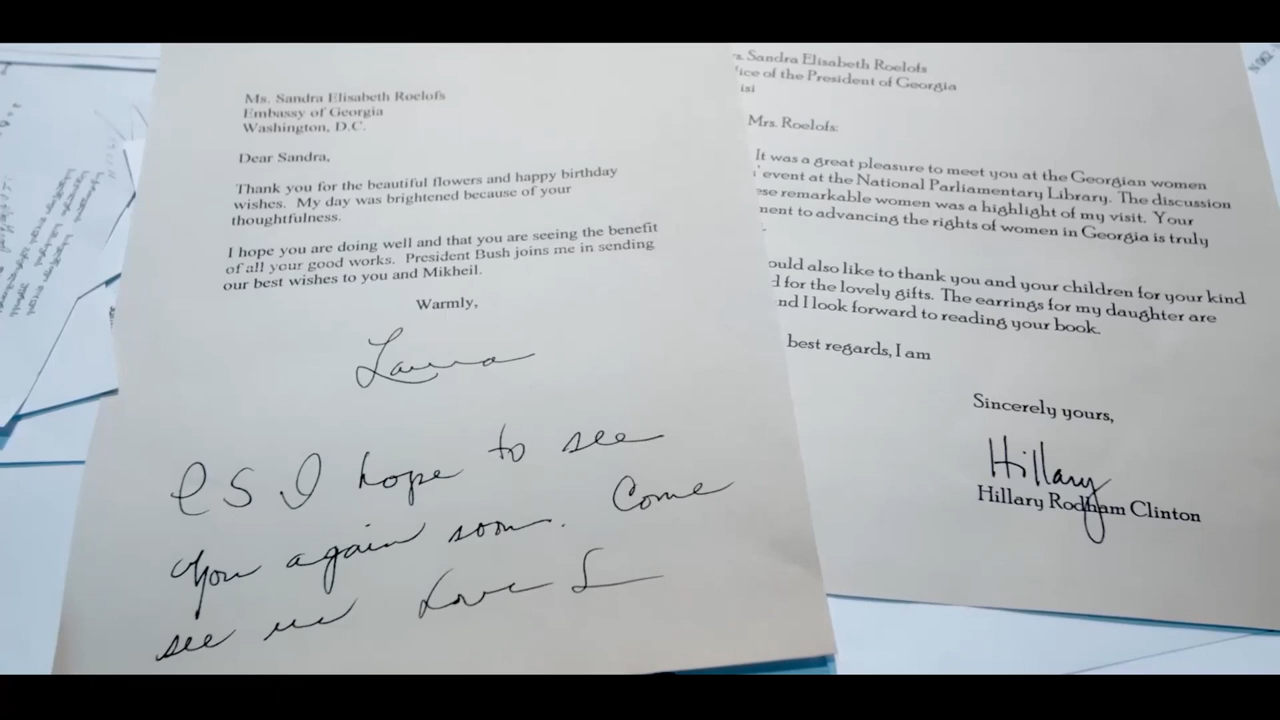 Ms. Sandra Elisabeth Roelofs
Embassy of Georgia
Washington, D.C.
Dear Sandra,
Thank you for the beautiful flowers and happy birthday
wishes. My day was brightened because of your
thoughtfulness.
I hope you are doing well and that you are seeing the benefit
of all your good works. President Bush joins me in sending
our best wishes to you and Mikheil.
Warmly,
Laura
PS I hope to see
you again soon. Come
see us Love L
s. Sandra Elisabeth Roelofs
ice of the President of Georgia
isi
Mrs. Roelofs:
It was a great pleasure to meet you at the Georgian women
event at the National Parliamentary Library. The discussion
ese remarkable women was a highlight of my visit. Your
ment to advancing the rights of women in Georgia is truly
ould also like to thank you and your children for your kind
d for the lovely gifts. The earrings for my daughter are
nd I look forward to reading your book.
best regards, I am
Sincerely yours,
Hillary
Hillary Rodham Clinton